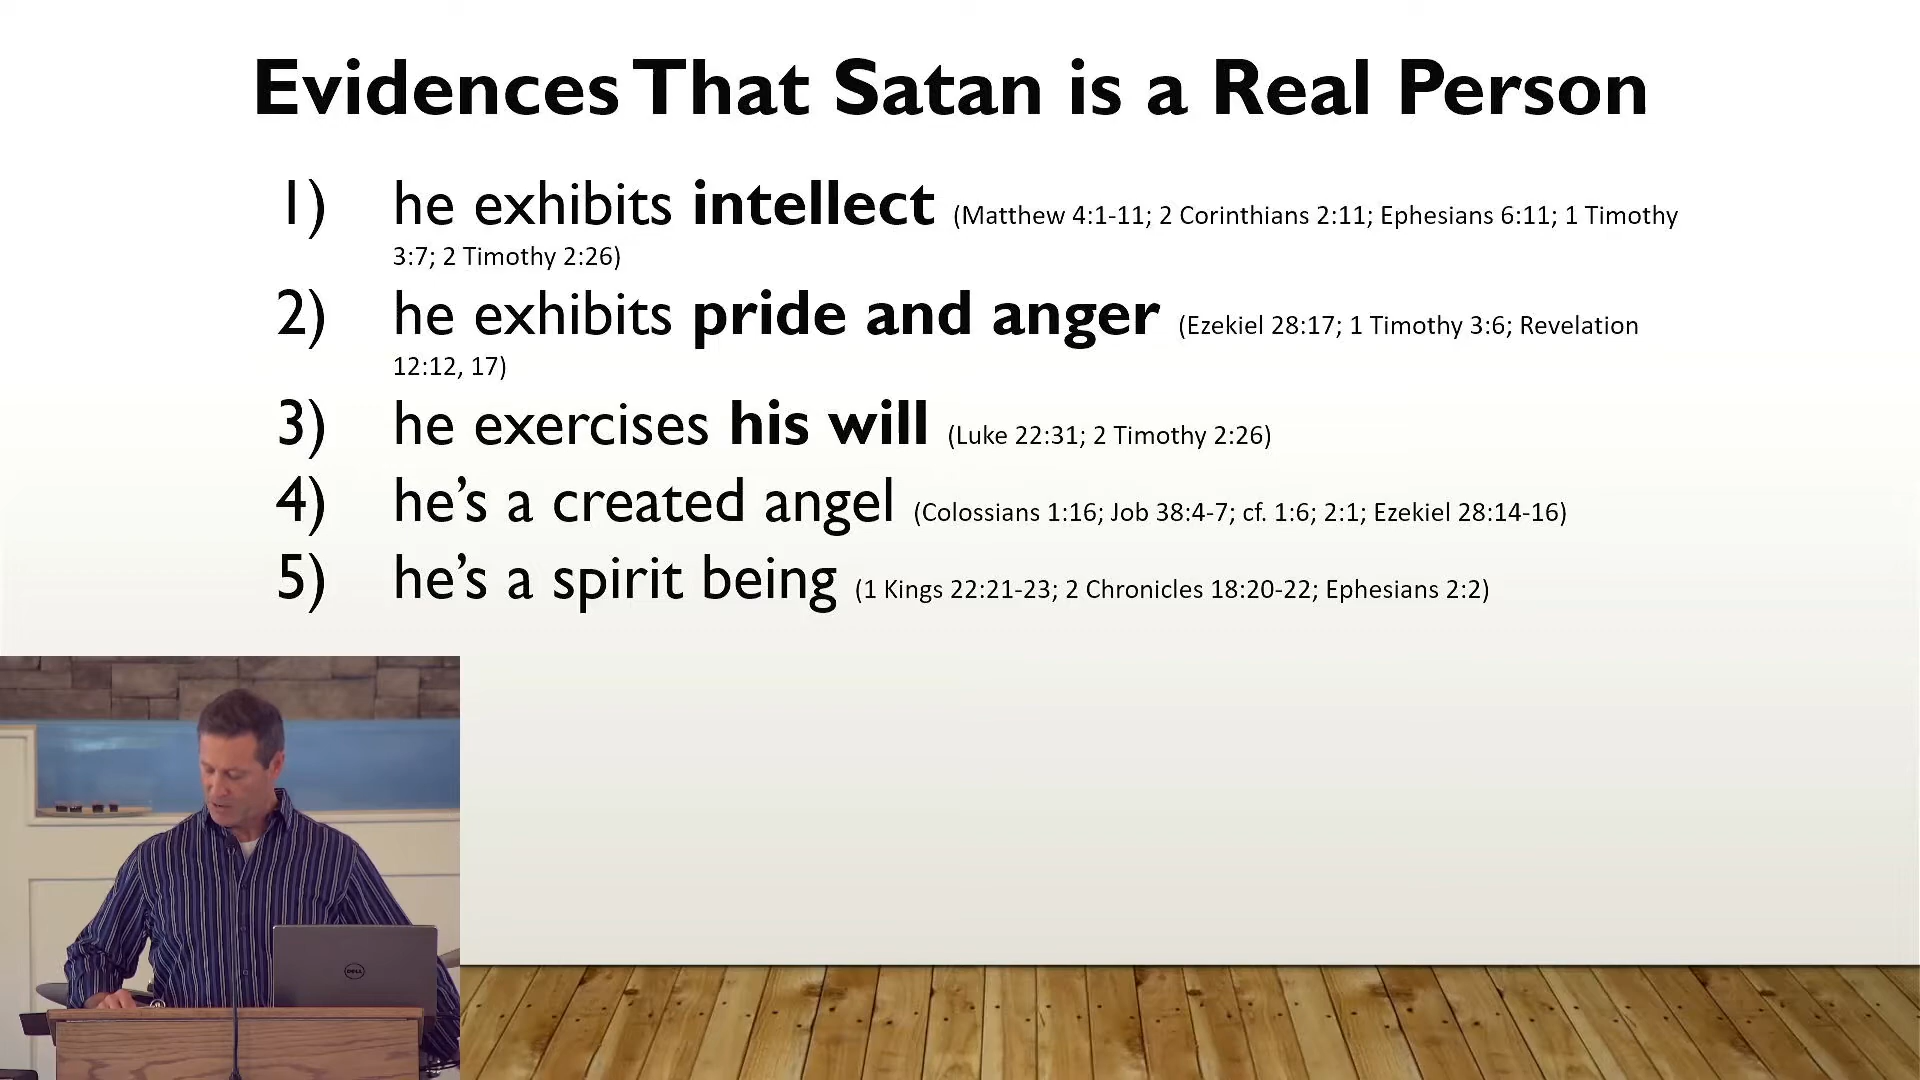 Evidences That Satan is a Real Person
1) he exhibits intellect (Matthew 4:1-11; 2 Corinthians 2:11; Ephesians 6:11; 1 Timothy
3:7; 2 Timothy 2:26)
2) he exhibits pride and anger (Ezekiel 28:17; 1 Timothy 3:6; Revelation
12:12, 17)
3) he exercises his will (Luke 22:31; 2 Timothy 2:26)
4) he’s a created angel (Colossians 1:16; Job 38:4-7; cf. 1:6; 2:1; Ezekiel 28:14-16)
5) he’s a spirit being (1 Kings 22:21-23; 2 Chronicles 18:20-22; Ephesians 2:2)
DELL